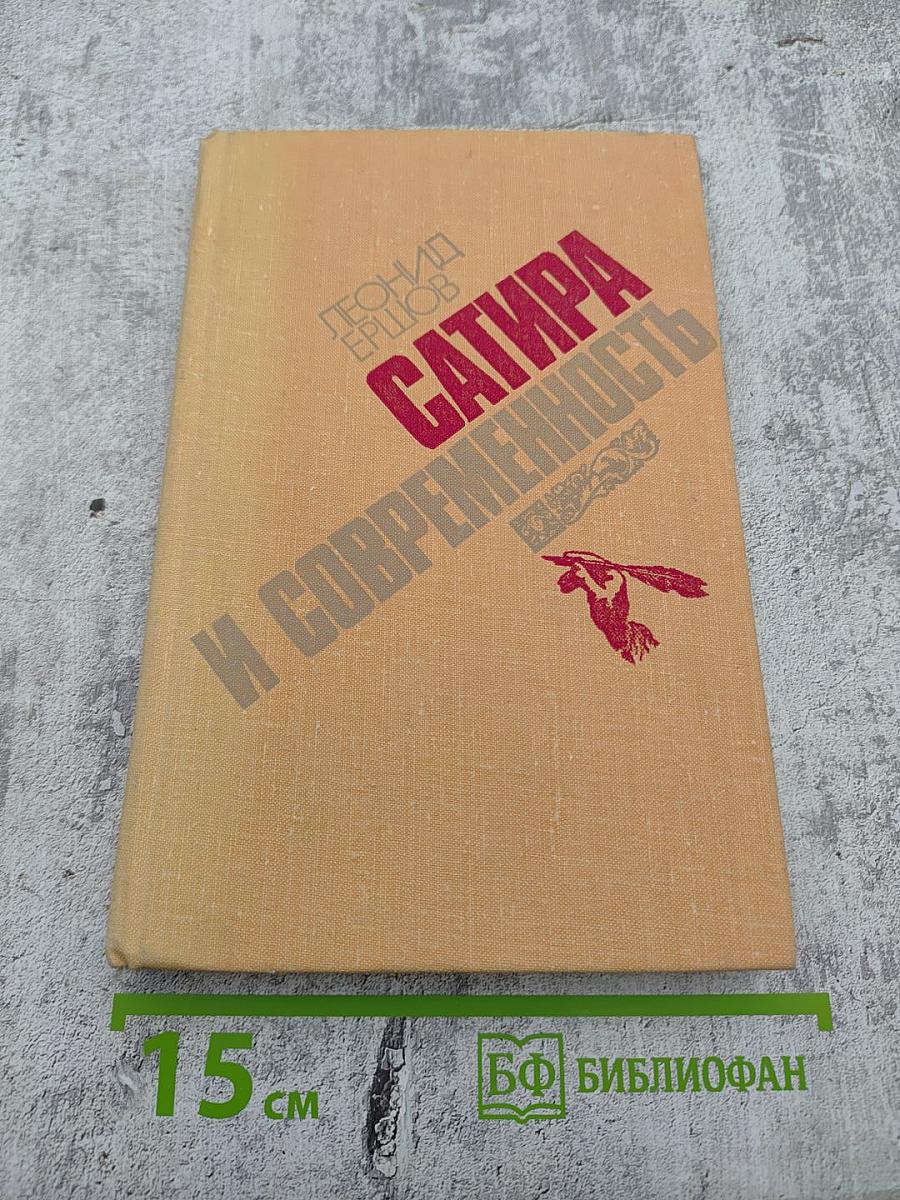 ЛЕОНИД
ЕРШОВ
САТИРА
И СОВРЕМЕННОСТЬ
15 см
БФ БИБЛИОФАН